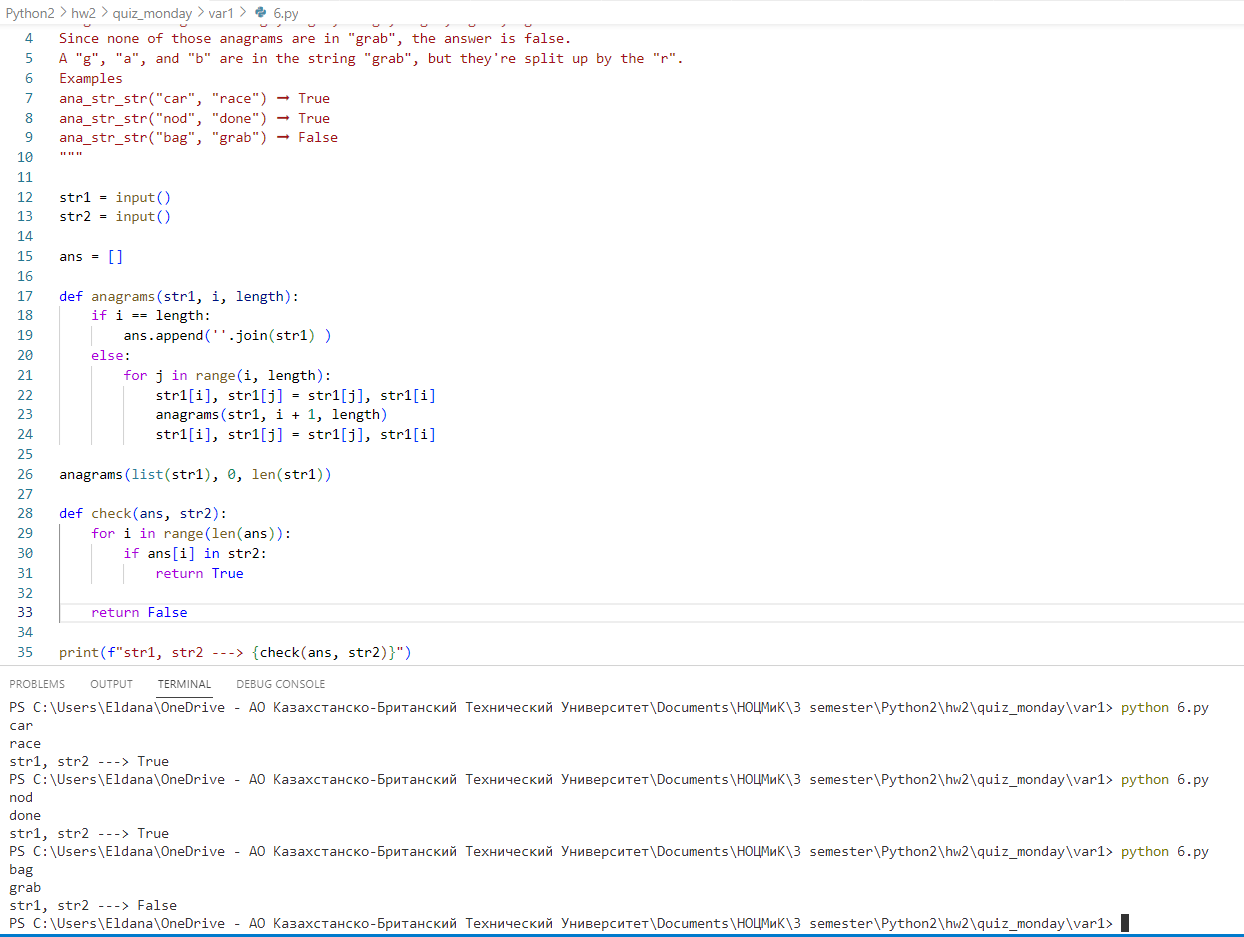 Python2 > hw2 > quiz_monday > var1 > 6.py
4 Since none of those anagrams are in "grab", the answer is false.
5 A "g", "a", and "b" are in the string "grab", but they're split up by the "r".
6 Examples
7 ana_str_str("car", "race") ➞ True
8 ana_str_str("nod", "done") ➞ True
9 ana_str_str("bag", "grab") ➞ False
10 """
11
12 str1 = input()
13 str2 = input()
14
15 ans = []
16
17 def anagrams(str1, i, length):
18     if i == length:
19         ans.append(''.join(str1) )
20     else:
21         for j in range(i, length):
22             str1[i], str1[j] = str1[j], str1[i]
23             anagrams(str1, i + 1, length)
24             str1[i], str1[j] = str1[j], str1[i]
25
26 anagrams(list(str1), 0, len(str1))
27
28 def check(ans, str2):
29     for i in range(len(ans)):
30         if ans[i] in str2:
31             return True
32
33     return False
34
35 print(f"str1, str2 ---> {check(ans, str2)}")
PROBLEMS OUTPUT TERMINAL DEBUG CONSOLE
PS C:\Users\Eldana\OneDrive - АО Казахстанско-Британский Технический Университет\Documents\НОЦМиК\3 semester\Python2\hw2\quiz_monday\var1> python 6.py
car
race
str1, str2 ---> True
PS C:\Users\Eldana\OneDrive - АО Казахстанско-Британский Технический Университет\Documents\НОЦМиК\3 semester\Python2\hw2\quiz_monday\var1> python 6.py
nod
done
str1, str2 ---> True
PS C:\Users\Eldana\OneDrive - АО Казахстанско-Британский Технический Университет\Documents\НОЦМиК\3 semester\Python2\hw2\quiz_monday\var1> python 6.py
bag
grab
str1, str2 ---> False
PS C:\Users\Eldana\OneDrive - АО Казахстанско-Британский Технический Университет\Documents\НОЦМиК\3 semester\Python2\hw2\quiz_monday\var1>